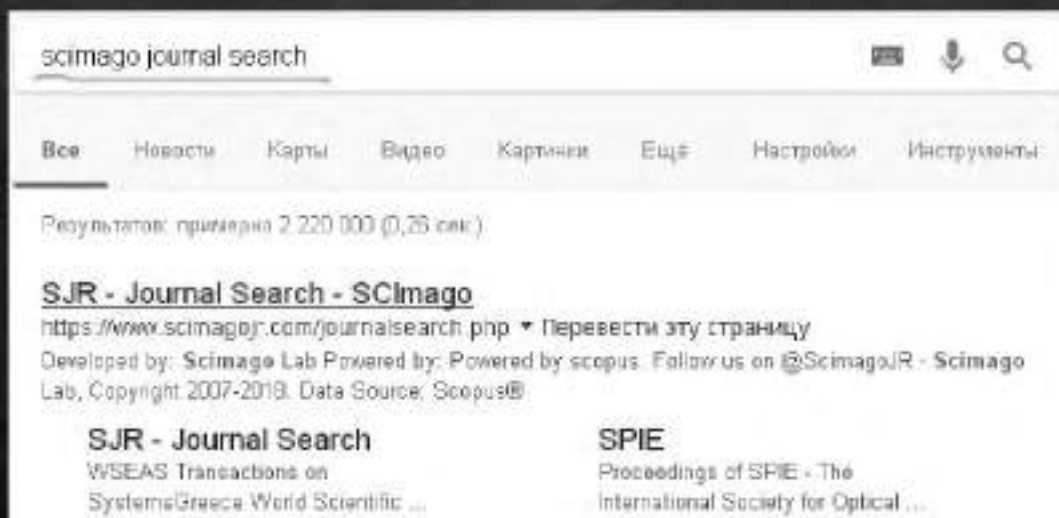 scimago journal search
Все Новости Карты Видео Картинки Ещё Настройки Инструменты
Результатов: примерно 2 220 000 (0,26 сек.)
SJR - Journal Search - SCImago
https://www.scimagojr.com/journalsearch.php ▾ Перевести эту страницу
Developed by: Scimago Lab Powered by: Powered by scopus. Follow us on @ScimagoJR - Scimago
Lab, Copyright 2007-2018. Data Source: Scopus®
SJR - Journal Search
WSEAS Transactions on
SystemsGreece World Scientific ...
SPIE
Proceedings of SPIE - The
International Society for Optical ...